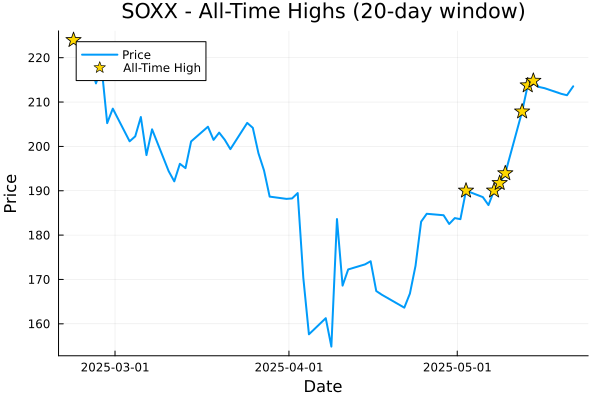 SOXX - All-Time Highs (20-day window)
Price
All-Time High
220
210
200
190
180
170
160
Price
2025-03-01
2025-04-01
2025-05-01
Date